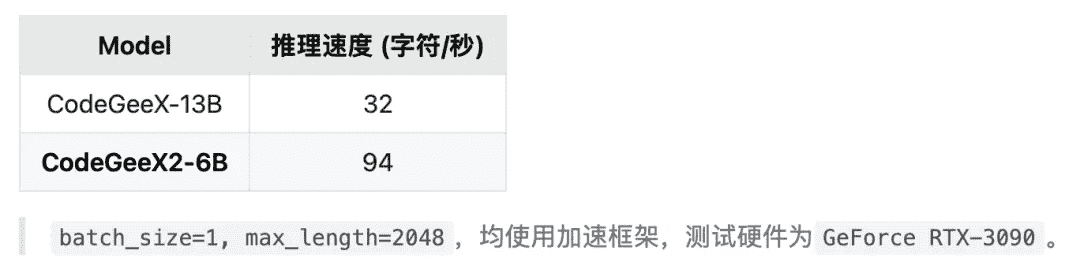 Model 推理速度 (字符/秒)
CodeGeeX-13B 32
CodeGeeX2-6B 94
batch_size=1, max_length=2048，均使用加速框架，测试硬件为 GeForce RTX-3090。